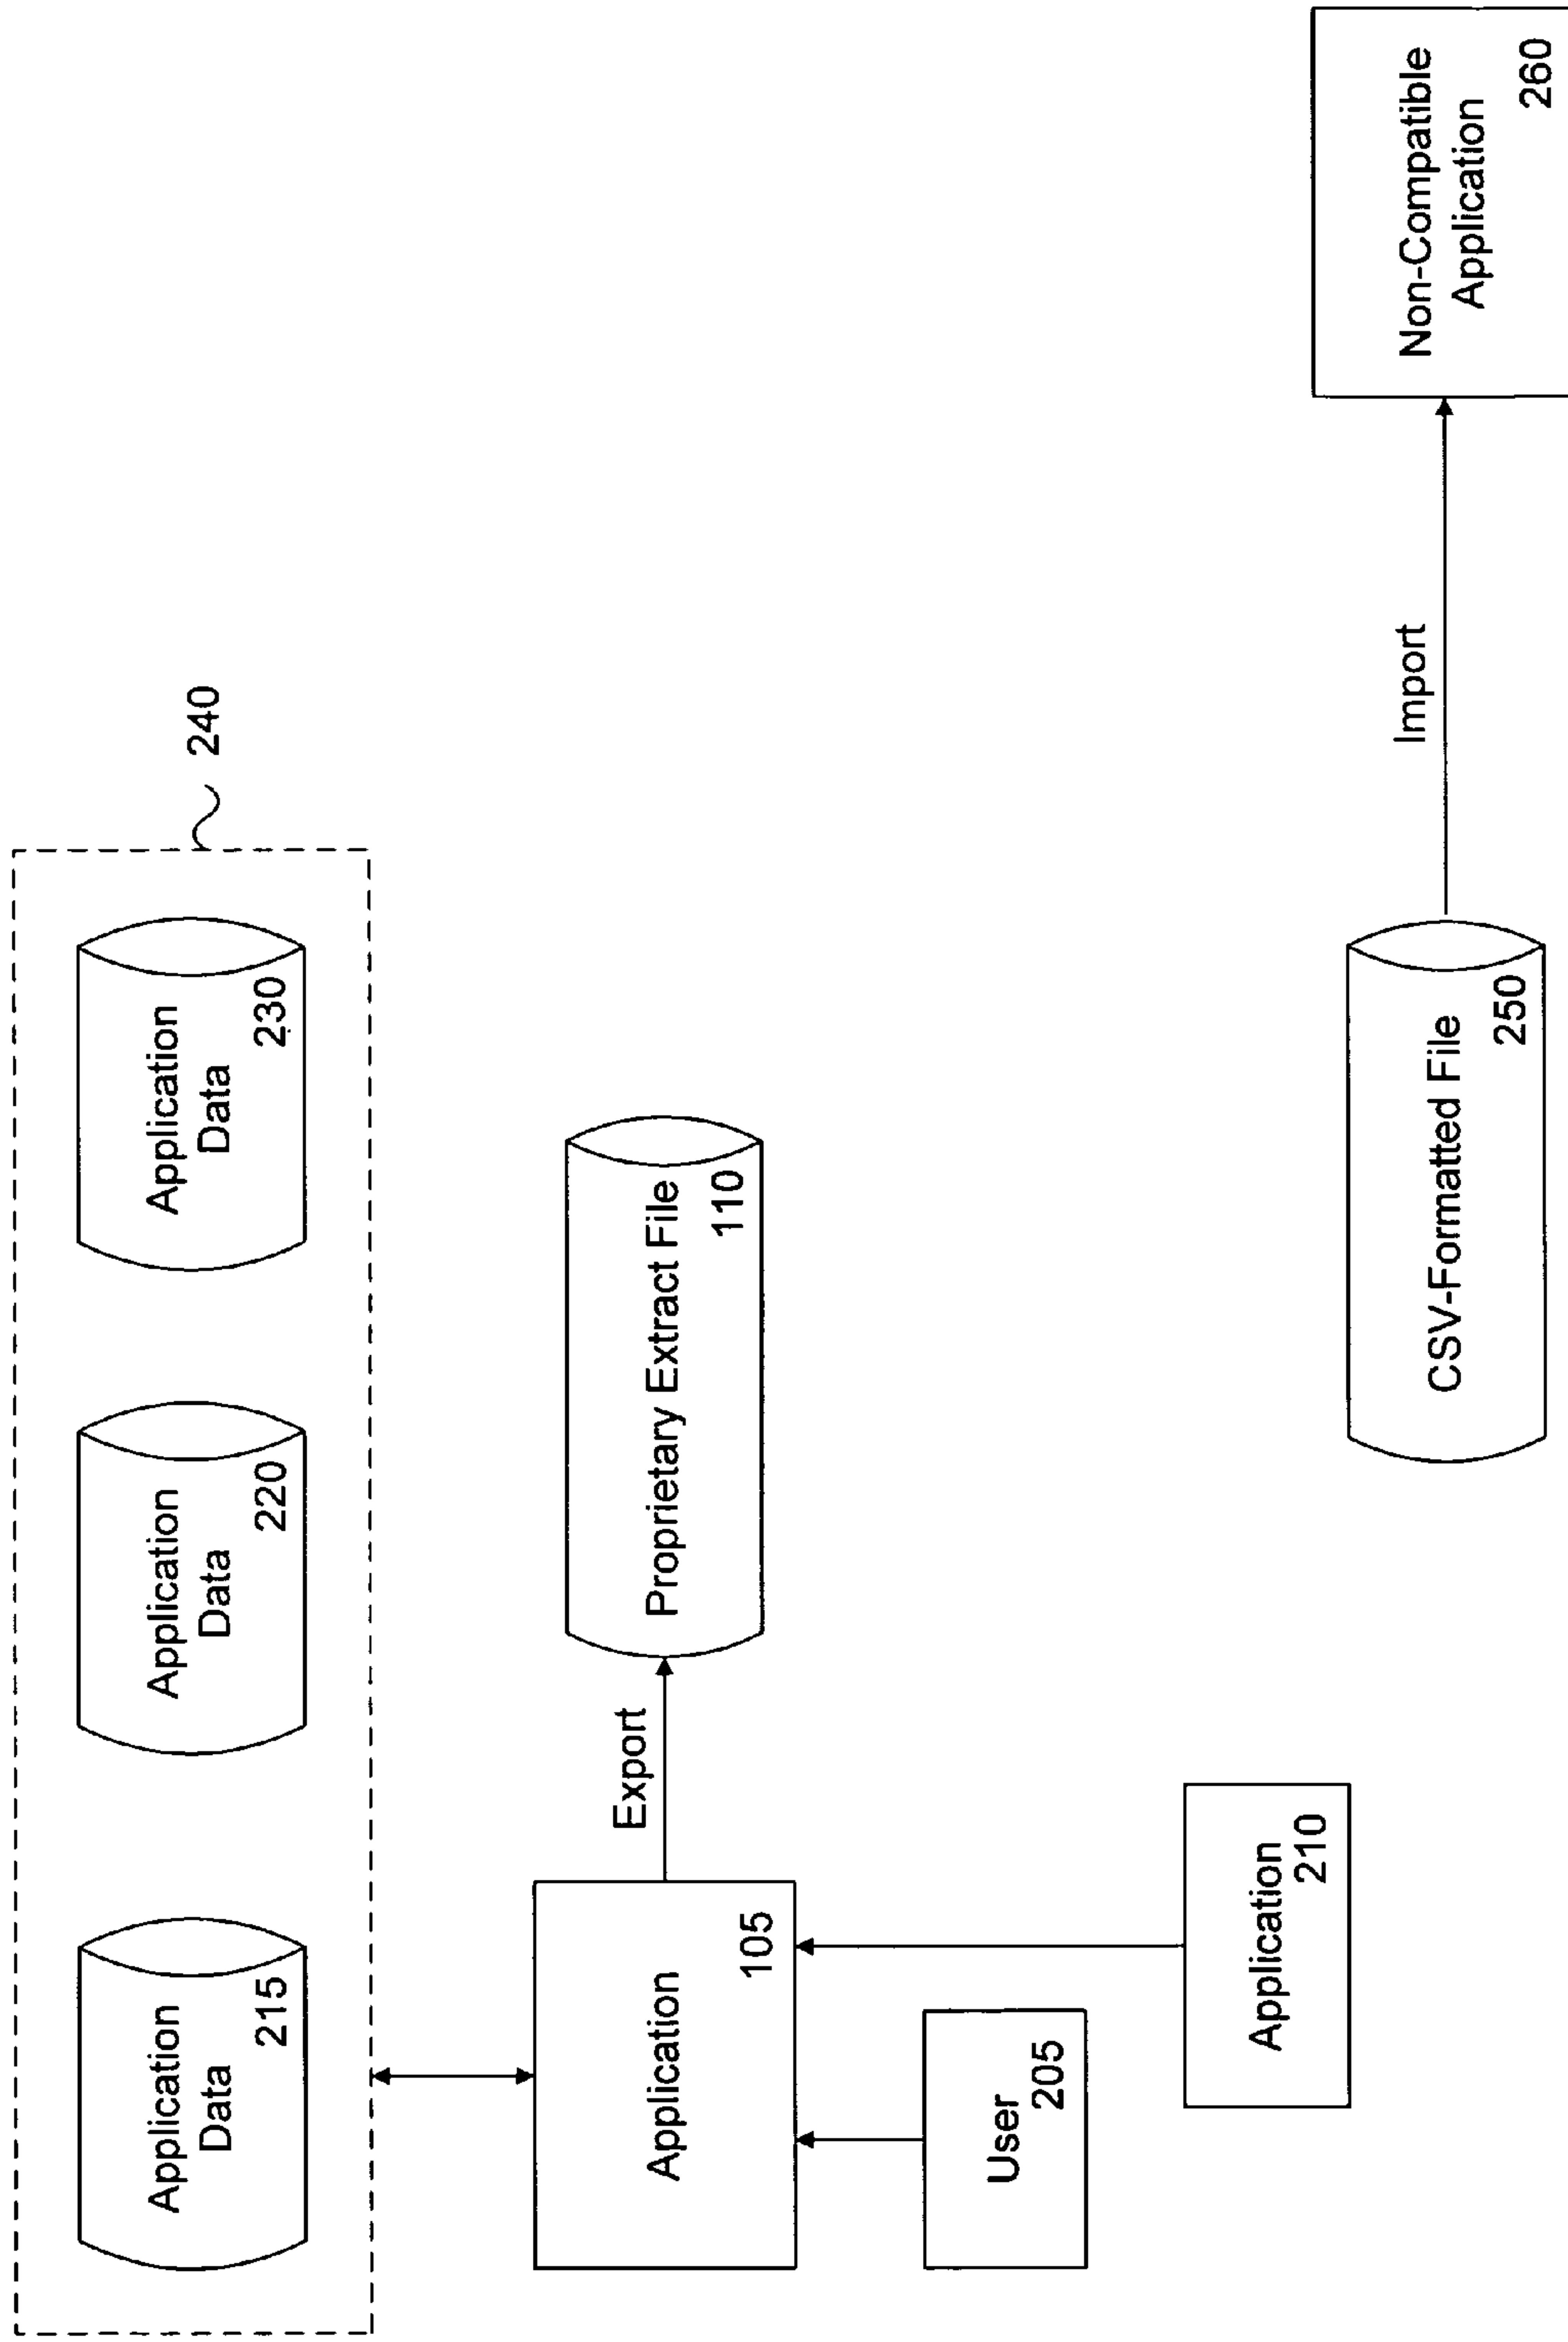 Application
Data
215
Application
Data
220
Application
Data
230
240
Application
105
Export
Proprietary Extract File
110
User
205
Application
210
CSV-Formatted File
250
Import
Non-Compatible
Application
260